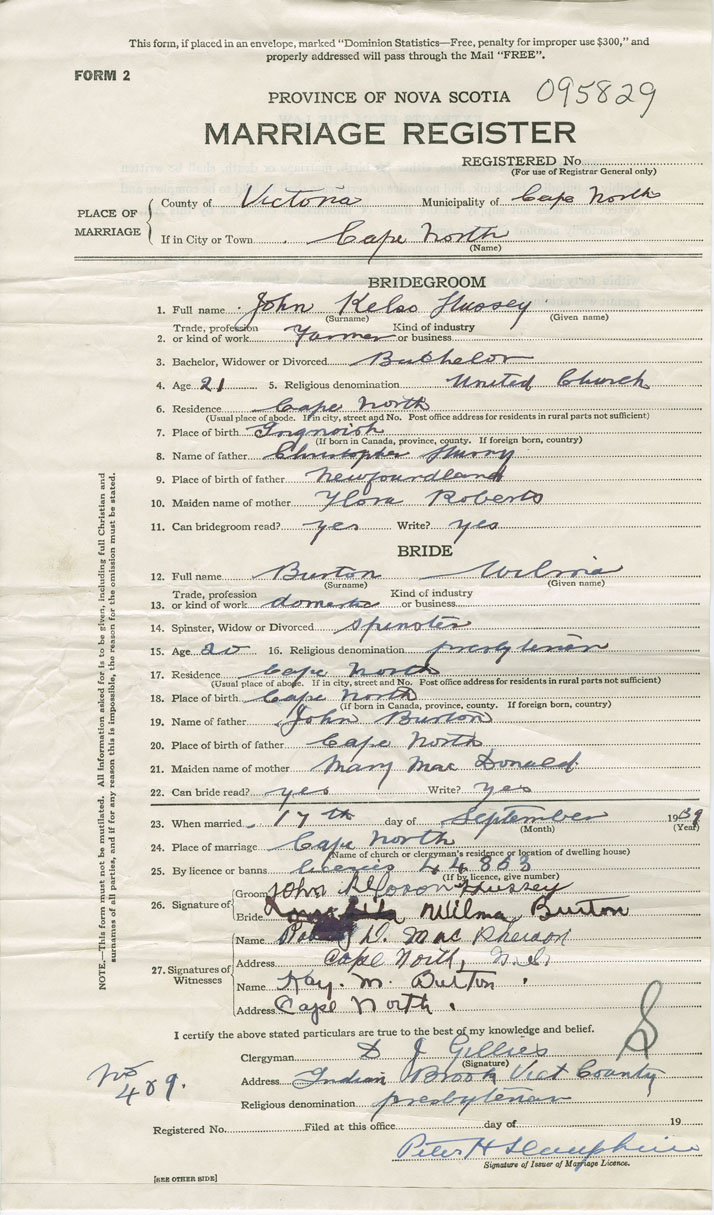 This form, if placed in an envelope, marked "Dominion Statistics—Free, penalty for improper use $300," and
properly addressed will pass through the Mail "FREE".
FORM 2
PROVINCE OF NOVA SCOTIA 095829
MARRIAGE REGISTER
REGISTERED No.
(For use of Registrar General only)
PLACE OF MARRIAGE
County of Victoria Municipality of Cape North
If in City or Town Cape North
(Name)
BRIDEGROOM
1. Full name John Kelso Hussey
(Surname) (Given name)
Trade, profession Kind of industry
2. or kind of work Farmer or business
3. Bachelor, Widower or Divorced Bachelor
4. Age 21 5. Religious denomination United Church
6. Residence Cape North
(Usual place of abode. If in city, street and No. Post office address for residents in rural parts not sufficient)
7. Place of birth Ingonish
(If born in Canada, province, county. If foreign born, country)
8. Name of father Christopher
9. Place of birth of father Newfoundland
10. Maiden name of mother Flora Roberts
11. Can bridegroom read? yes Write? yes
BRIDE
12. Full name Burton Wilmia
(Surname) (Given name)
Trade, profession Kind of industry
13. or kind of work domestic or business
14. Spinster, Widow or Divorced spinster
15. Age 20 16. Religious denomination presbyterian
17. Residence Cape North
(Usual place of abode. If in city, street and No. Post office address for residents in rural parts not sufficient)
18. Place of birth Cape North
(If born in Canada, province, county. If foreign born, country)
19. Name of father John Burton
20. Place of birth of father Cape North
21. Maiden name of mother Mary Mac Donald
22. Can bride read? yes Write? yes
23. When married 17th day of September 1939
(Month) (Year)
24. Place of marriage Cape North
(Name of church or clergyman's residence or location of dwelling house)
25. By licence or banns licence 44853
(If by licence, give number)
26. Signature of
Groom John Hussey
Bride Wilma Burton
27. Signatures of Witnesses
Name D. Mac Pherson
Address Cape North, N.S.
Name Kay. M. Burton.
Address Cape North.
I certify the above stated particulars are true to the best of my knowledge and belief.
Clergyman D J Gillies
(Signature)
Address Indian Brook Vict County
Religious denomination presbyterian
No 409.
Registered No. Filed at this office day of 19
Peter H
Signature of Issuer of Marriage Licence.
[SEE OTHER SIDE]
NOTE.—This form must not be mutilated. All information asked for is to be given, including full Christian and
surnames of all parties, and if for any reason this is impossible, the reason for the omission must be stated.